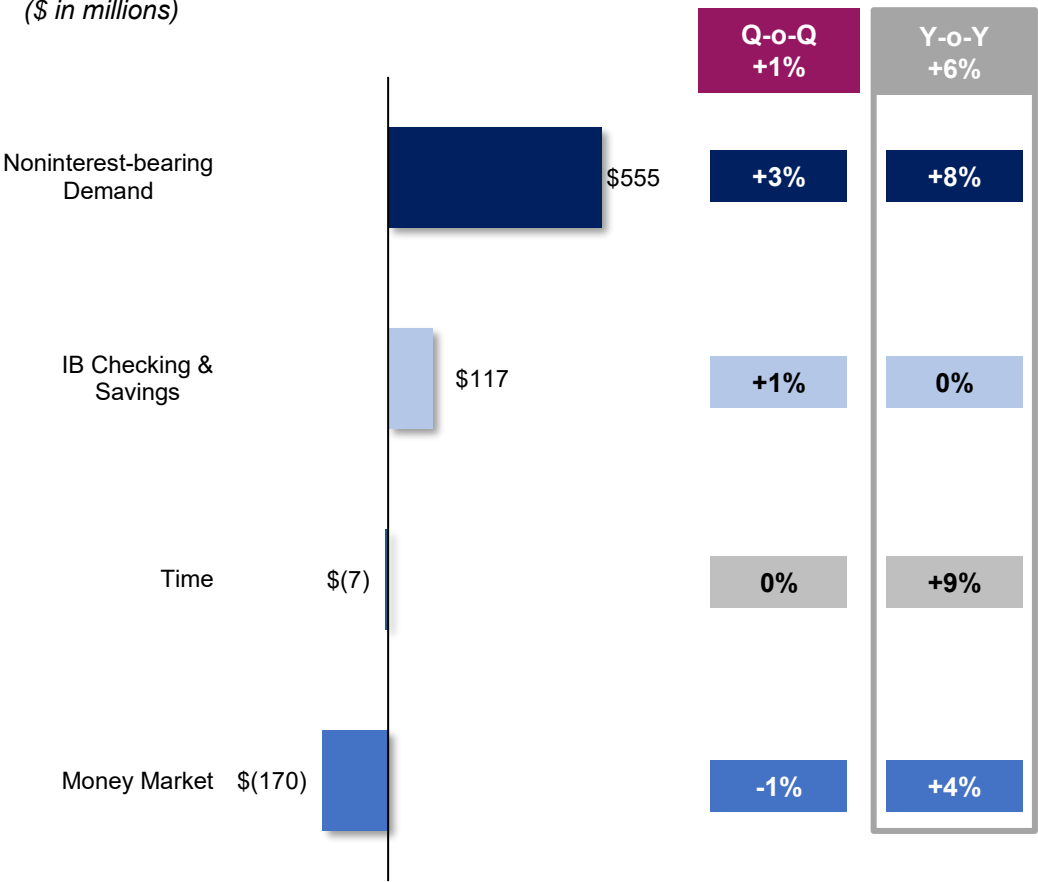 ($ in millions)
Q-o-Q
+1%
Y-o-Y
+6%
Noninterest-bearing
Demand
$555
+3%
+8%
IB Checking &
Savings
$117
+1%
0%
Time
$(7)
0%
+9%
Money Market
$(170)
-1%
+4%